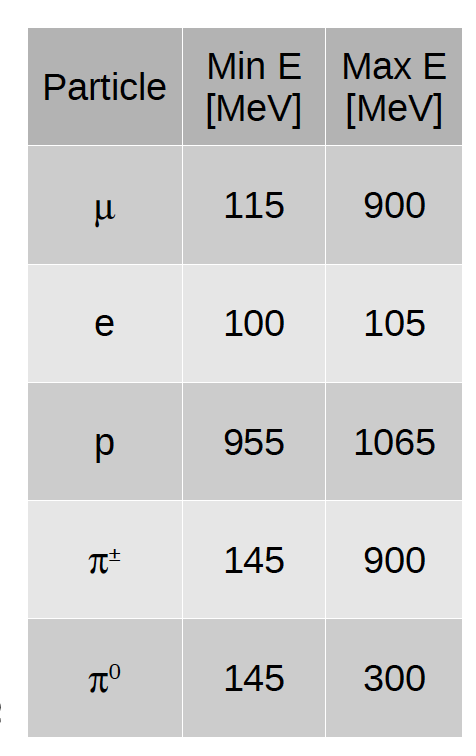 Particle Min E [MeV] Max E [MeV]
μ 115 900
e 100 105
p 955 1065
π± 145 900
π0 145 300